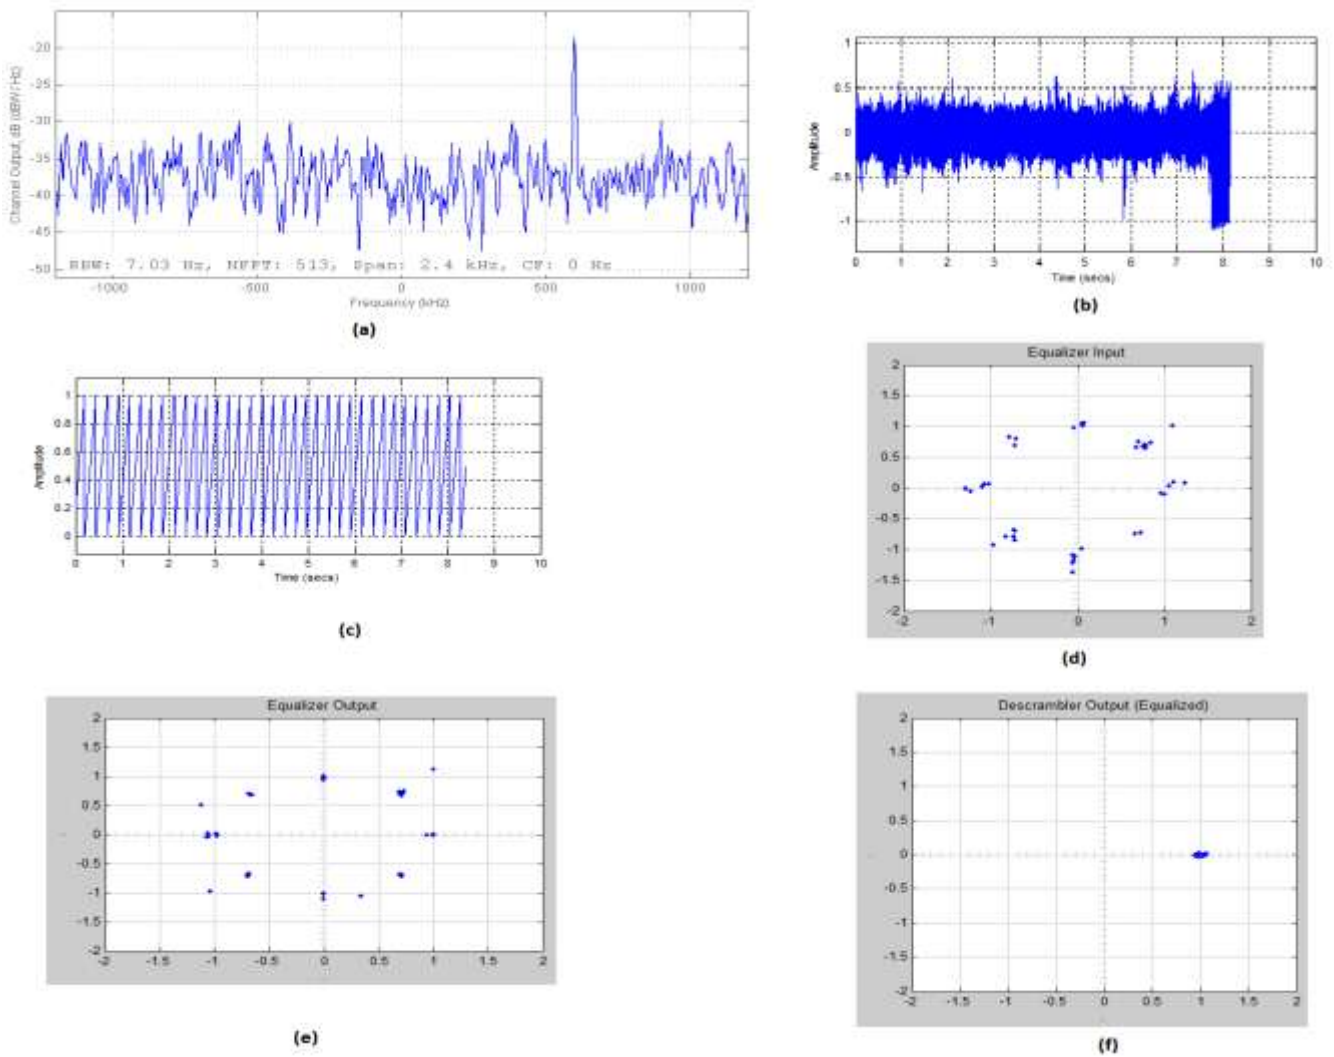 Channel Output, dB (dBW/Hz)
-20
-25
-30
-35
-40
-45
-50
RBW: 7.03 Hz, NFFT: 513, Span: 2.4 kHz, CF: 0 Hz
-1000 -500 0 500 1000
Frequency (kHz)
(a)
Amplitude
1
0.5
0
-0.5
-1
0 1 2 3 4 5 6 7 8 9 10
Time (secs)
(b)
Amplitude
1
0.8
0.6
0.4
0.2
0
0 1 2 3 4 5 6 7 8 9 10
Time (secs)
(c)
Equalizer Input
2
1.5
1
0.5
0
-0.5
-1
-1.5
-2
-2 -1 0 1 2
(d)
Equalizer Output
2
1.5
1
0.5
0
-0.5
-1
-1.5
-2
-2 -1.5 -1 -0.5 0 0.5 1 1.5 2
(e)
Descrambler Output (Equalized)
2
1.5
1
0.5
0
-0.5
-1
-1.5
-2
-2 -1.5 -1 -0.5 0 0.5 1 1.5 2
(f)